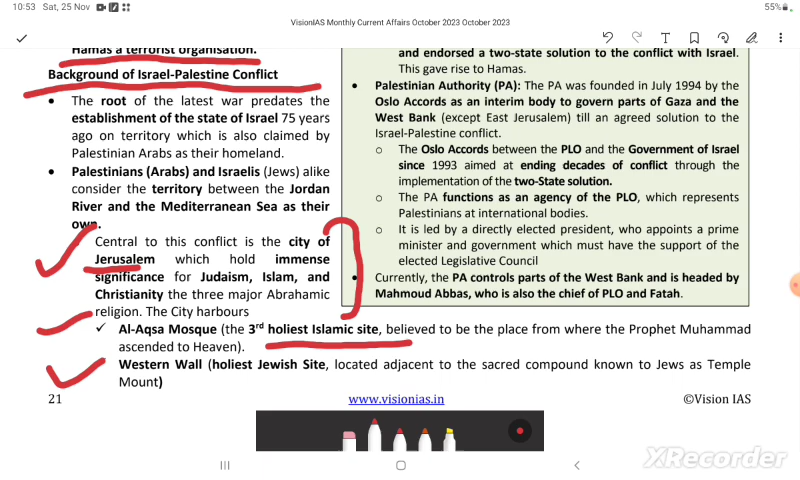 10:53 Sat, 25 Nov
55%
VisionIAS Monthly Current Affairs October 2023 October 2023
Hamas a terrorist organisation.
Background of Israel-Palestine Conflict
• The root of the latest war predates the
establishment of the state of Israel 75 years
ago on territory which is also claimed by
Palestinian Arabs as their homeland.
• Palestinians (Arabs) and Israelis (Jews) alike
consider the territory between the Jordan
River and the Mediterranean Sea as their
own.
Central to this conflict is the city of
Jerusalem which hold immense
significance for Judaism, Islam, and
Christianity the three major Abrahamic
religion. The City harbours
✓ Al-Aqsa Mosque (the 3rd holiest Islamic site, believed to be the place from where the Prophet Muhammad
ascended to Heaven).
Western Wall (holiest Jewish Site, located adjacent to the sacred compound known to Jews as Temple
Mount)
and endorsed a two-state solution to the conflict with Israel.
This gave rise to Hamas.
• Palestinian Authority (PA): The PA was founded in July 1994 by the
Oslo Accords as an interim body to govern parts of Gaza and the
West Bank (except East Jerusalem) till an agreed solution to the
Israel-Palestine conflict.
o The Oslo Accords between the PLO and the Government of Israel
since 1993 aimed at ending decades of conflict through the
implementation of the two-State solution.
o The PA functions as an agency of the PLO, which represents
Palestinians at international bodies.
o It is led by a directly elected president, who appoints a prime
minister and government which must have the support of the
elected Legislative Council
• Currently, the PA controls parts of the West Bank and is headed by
Mahmoud Abbas, who is also the chief of PLO and Fatah.
21
www.visionias.in
©Vision IAS
XRecorder